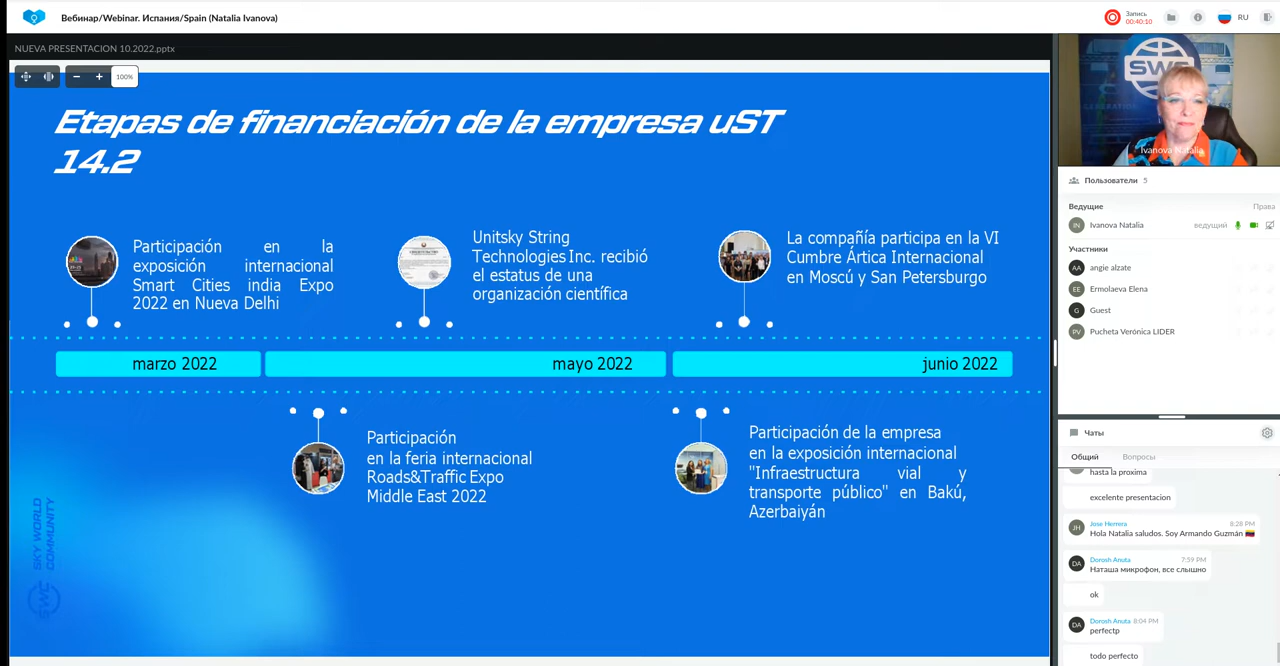 Вебинар/Webinar. Испания/Spain (Natalia Ivanova)
Запись
00:40:10
RU
NUEVA PRESENTACION 10.2022.pptx
100%
Etapas de financiación de la empresa uST
14.2
Participación en la
exposición internacional
Smart Cities india Expo
2022 en Nueva Delhi
Unitsky String
Technologies Inc. recibió
el estatus de una
organización científica
La compañía participa en la VI
Cumbre Ártica Internacional
en Moscú y San Petersburgo
marzo 2022
mayo 2022
junio 2022
Participación
en la feria internacional
Roads&Traffic Expo
Middle East 2022
Participación de la empresa
en la exposición internacional
"Infraestructura vial y
transporte público" en Bakú,
Azerbaiyán
SKY WORLD
COMMUNITY
SWC
SWC
Ivanova Natalia
Пользователи 5
Ведущие
Права
IN
Ivanova Natalia
ведущий
Участники
AA
angie alzate
EE
Ermolaeva Elena
G
Guest
PV
Pucheta Verónica LIDER
Чаты
Общий
Вопросы
hasta la proxima
excelente presentacion
JH
Jose Herrera
8:28 PM
Hola Natalia saludos. Soy Armando Guzmán
DA
Dorosh Anuta
7:59 PM
Наташа микрофон, все слышно
ok
DA
Dorosh Anuta
8:04 PM
perfectp
todo perfecto